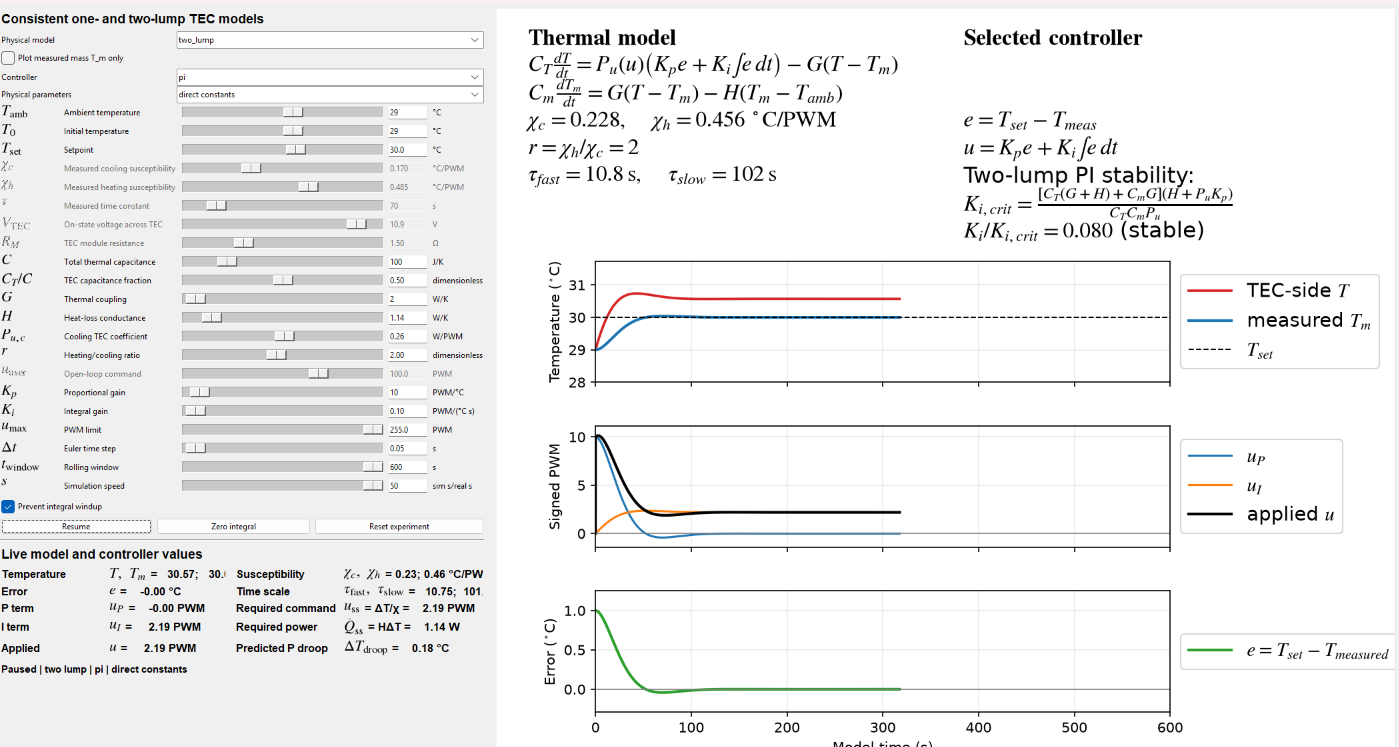 Consistent one- and two-lump TEC models
Physical model two_lump
Plot measured mass T_m only
Controller pi
Physical parameters direct constants
T_amb Ambient temperature 29 °C
T_0 Initial temperature 29 °C
T_set Setpoint 30.0 °C
χ_c Measured cooling susceptibility 0.170 °C/PWM
χ_h Measured heating susceptibility 0.485 °C/PWM
τ Measured time constant 70 s
V_TEC On-state voltage across TEC 10.9 V
R_M TEC module resistance 1.50 Ω
C Total thermal capacitance 100 J/K
C_T/C TEC capacitance fraction 0.50 dimensionless
G Thermal coupling 2 W/K
H Heat-loss conductance 1.14 W/K
P_u,c Cooling TEC coefficient 0.26 W/PWM
r Heating/cooling ratio 2.00 dimensionless
u_user Open-loop command 100.0 PWM
K_p Proportional gain 10 PWM/°C
K_i Integral gain 0.10 PWM/(°C s)
u_max PWM limit 255.0 PWM
Δt Euler time step 0.05 s
t_window Rolling window 600 s
s Simulation speed 50 sim s/real s
Prevent integral windup
Resume Zero integral Reset experiment
Live model and controller values
Temperature T, T_m = 30.57; 30.( Susceptibility χ_c, χ_h = 0.23; 0.46 °C/PW
Error e = -0.00 °C Time scale τ_fast, τ_slow = 10.75; 101.
P term u_P = -0.00 PWM Required command u_ss = ΔT/χ = 2.19 PWM
I term u_I = 2.19 PWM Required power Q̇_ss = HΔT = 1.14 W
Applied u = 2.19 PWM Predicted P droop ΔT_droop = 0.18 °C
Paused | two lump | pi | direct constants
Thermal model
C_T dT/dt = P_u(u)(K_p e + K_i ∫e dt) − G(T − T_m)
C_m dT_m/dt = G(T − T_m) − H(T_m − T_amb)
χ_c = 0.228, χ_h = 0.456 °C/PWM
r = χ_h/χ_c = 2
τ_fast = 10.8 s, τ_slow = 102 s
Selected controller
e = T_set − T_meas
u = K_p e + K_i ∫e dt
Two-lump PI stability:
K_i,crit = [C_T(G + H) + C_m G](H + P_u K_p) / C_T C_m P_u
K_i/K_i,crit = 0.080 (stable)
Temperature (°C)
31
30
29
28
TEC-side T
measured T_m
T_set
Signed PWM
10
5
0
u_P
u_I
applied u
Error (°C)
1.0
0.5
0.0
e = T_set − T_measured
0 100 200 300 400 500 600
Model time (s)